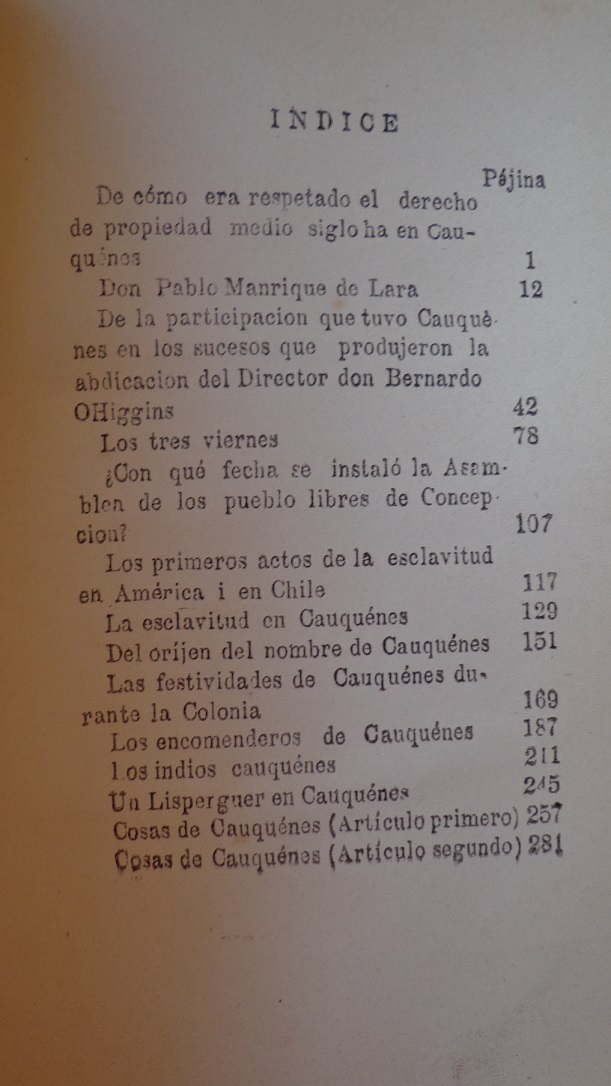 INDICE
Pájina
De cómo era respetado el derecho
de propiedad medio siglo ha en Cau-
quénes 1
Don Pablo Manrique de Lara 12
De la participacion que tuvo Cauqué-
nes en los sucesos que produjeron la
abdicacion del Director don Bernardo
OHiggins 42
Los tres viernes 78
¿Con qué fecha se instaló la Asam-
blea de los pueblo libres de Concep-
cion? 107
Los primeros actos de la esclavitud
en América i en Chile 117
La esclavitud en Cauquénes 129
Del oríjen del nombre de Cauquénes 151
Las festividades de Cauquénes du-
rante la Colonia 169
Los encomenderos de Cauquénes 187
Los indios cauquénes 211
Un Lisperguer en Cauquénes 245
Cosas de Cauquénes (Artículo primero) 257
Cosas de Cauquénes (Artículo segundo) 281